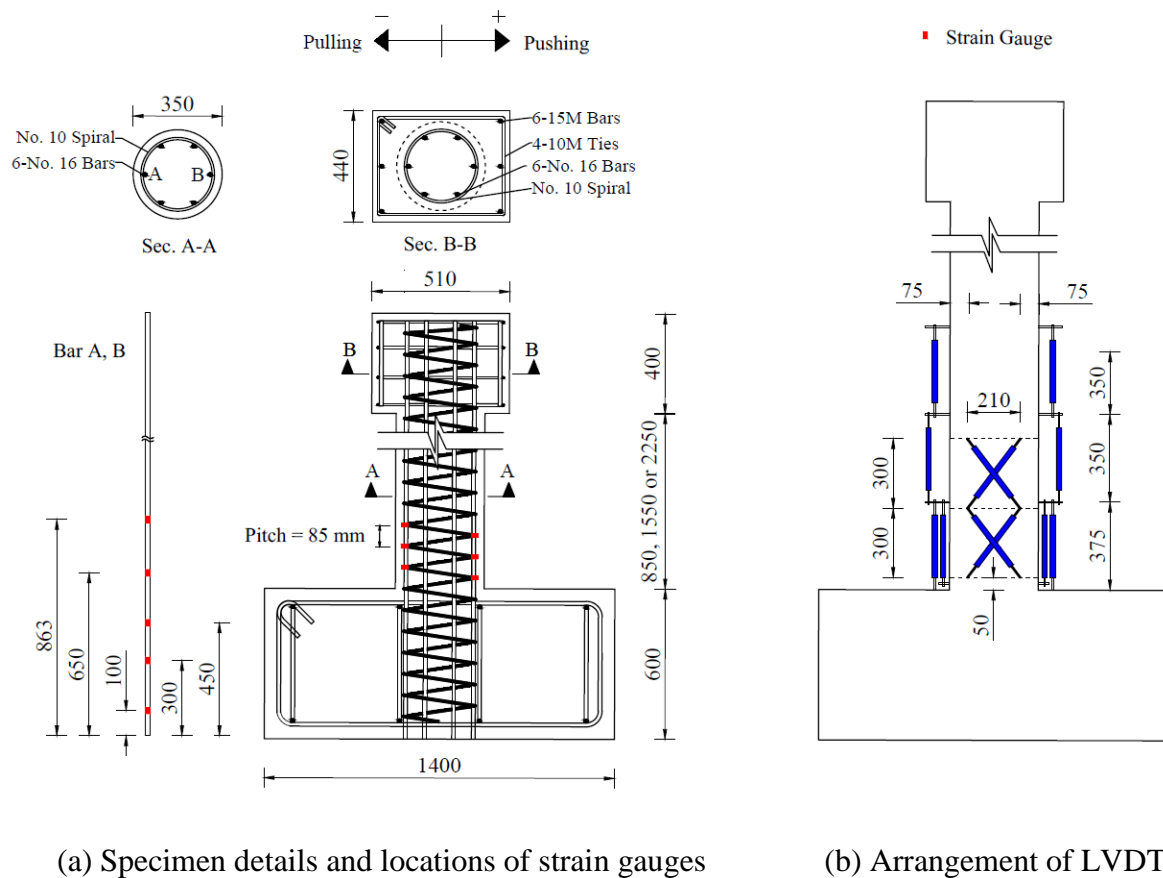 − +
Pulling Pushing
Strain Gauge
350
No. 10 Spiral
6-No. 16 Bars
A B
Sec. A-A
440
6-15M Bars
4-10M Ties
6-No. 16 Bars
No. 10 Spiral
Sec. B-B
510
Bar A, B
B B
A A
Pitch = 85 mm
400
850, 1550 or 2250
600
1400
863
650
100
300
450
75 75
210
350
350
375
300
300
50
(a) Specimen details and locations of strain gauges
(b) Arrangement of LVDT